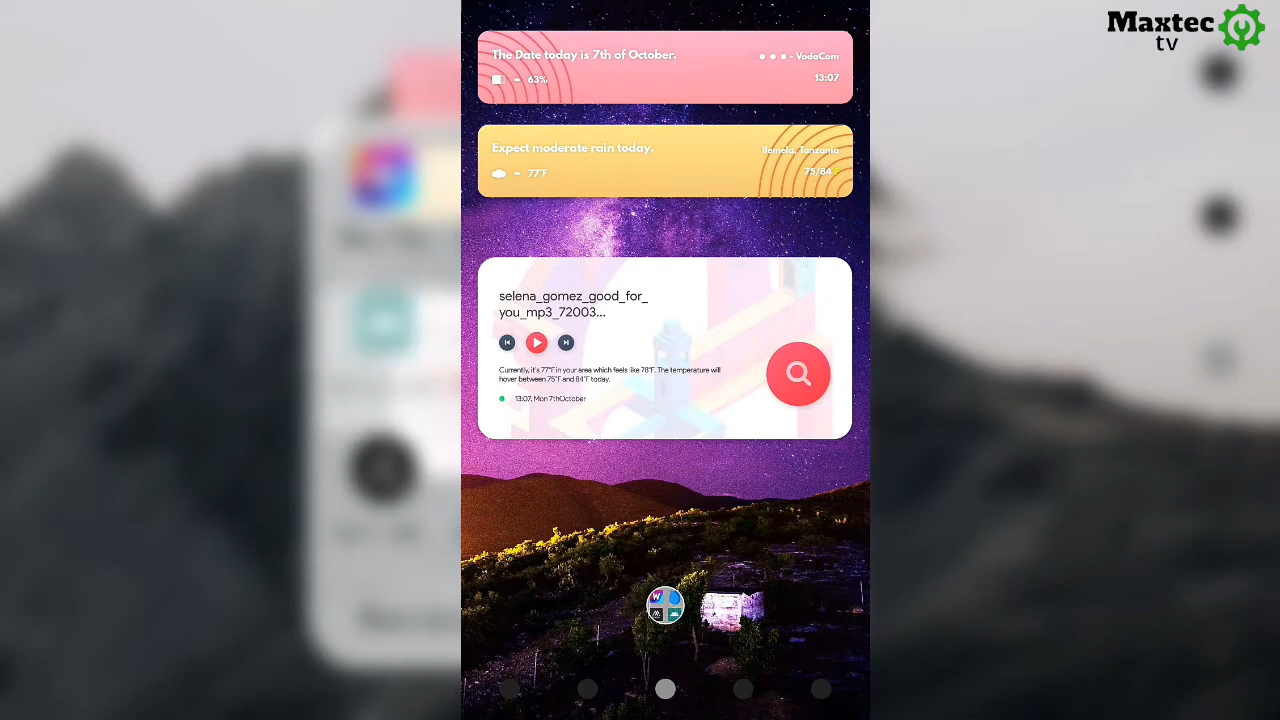 Maxtec
tv
The Date today is 7th of October.
- VodaCom
= 63%
13:07
Expect moderate rain today.
Ilemela, Tanzania
= 77°F
75/84
selena_gomez_good_for_
you_mp3_72003...
Currently, it's 77°F in your area which feels like 78°F. The temperature will
hover between 75°F and 84°F today.
13:07, Mon 7thOctober